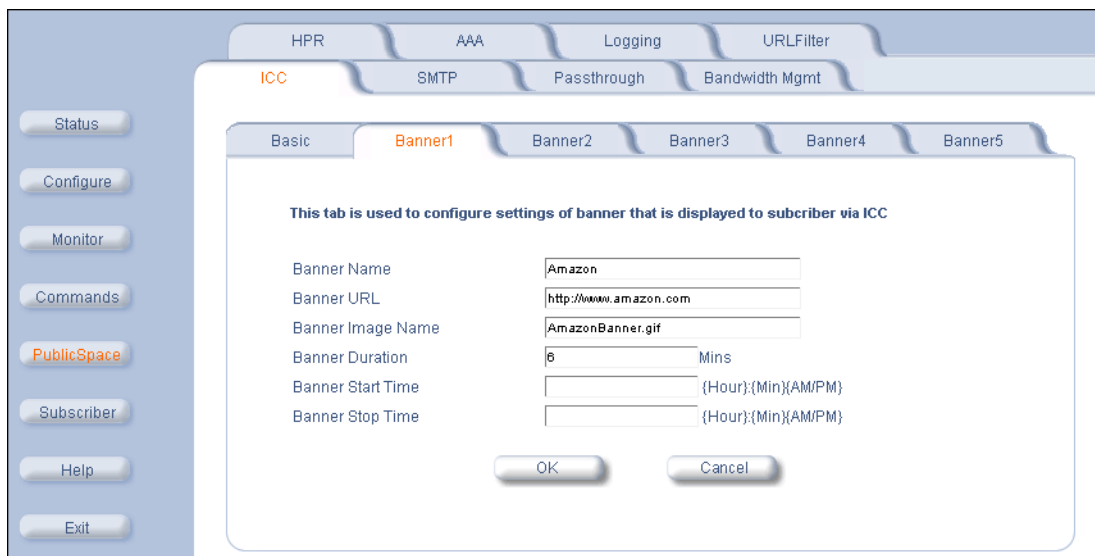 HPR AAA Logging URLFilter
ICC SMTP Passthrough Bandwidth Mgmt
Status
Configure
Monitor
Commands
PublicSpace
Subscriber
Help
Exit
Basic Banner1 Banner2 Banner3 Banner4 Banner5
This tab is used to configure settings of banner that is displayed to subcriber via ICC
Banner Name Amazon
Banner URL http://www.amazon.com
Banner Image Name AmazonBanner.gif
Banner Duration 6 Mins
Banner Start Time {Hour}:{Min}{AM/PM}
Banner Stop Time {Hour}:{Min}{AM/PM}
OK Cancel